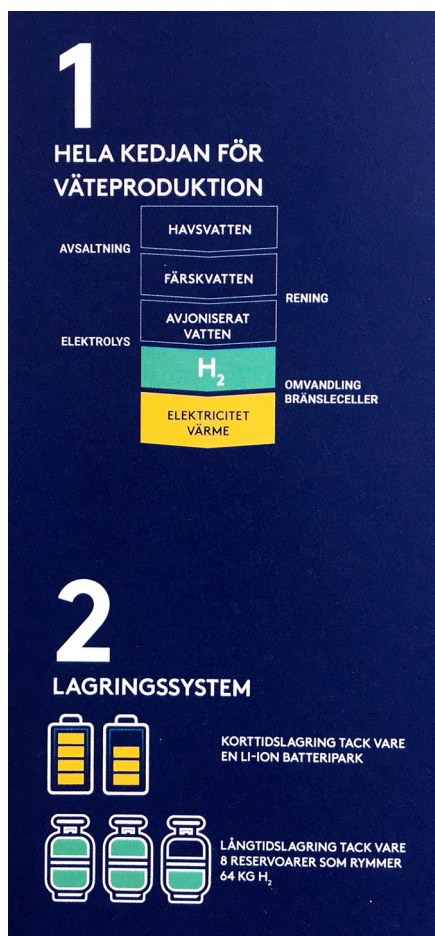 1
HELA KEDJAN FÖR
VÄTEPRODUKTION
HAVSVATTEN
AVSALTNING
FÄRSKVATTEN
RENING
AVJONISERAT
VATTEN
ELEKTROLYS
H₂
OMVANDLING
BRÄNSLECELLER
ELEKTRICITET
VÄRME
2
LAGRINGSSYSTEM
KORTTIDSLAGRING TACK VARE
EN LI-ION BATTERIPARK
LÅNGTIDSLAGRING TACK VARE
8 RESERVOARER SOM RYMMER
64 KG H₂